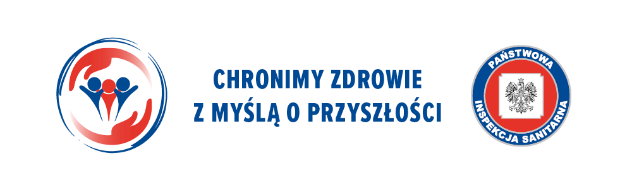 CHRONIMY ZDROWIE
Z MYŚLĄ O PRZYSZŁOŚCI
PAŃSTWOWA
INSPEKCJA SANITARNA